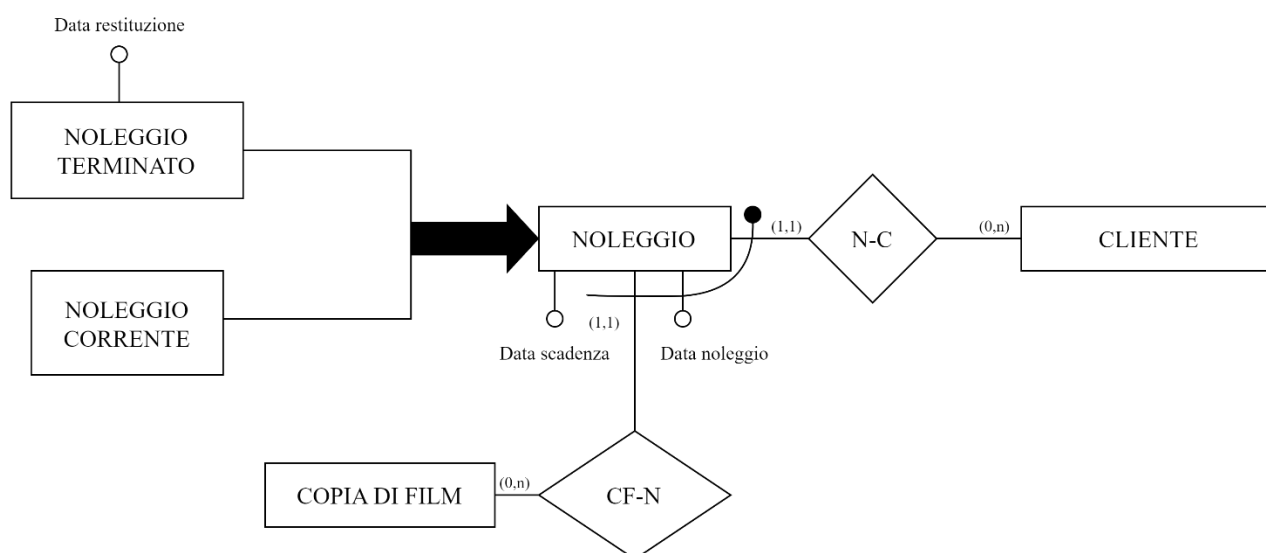 Data restituzione
NOLEGGIO
TERMINATO
NOLEGGIO
(1,1)
N-C
(0,n)
CLIENTE
NOLEGGIO
CORRENTE
(1,1)
Data scadenza
Data noleggio
COPIA DI FILM
(0,n)
CF-N